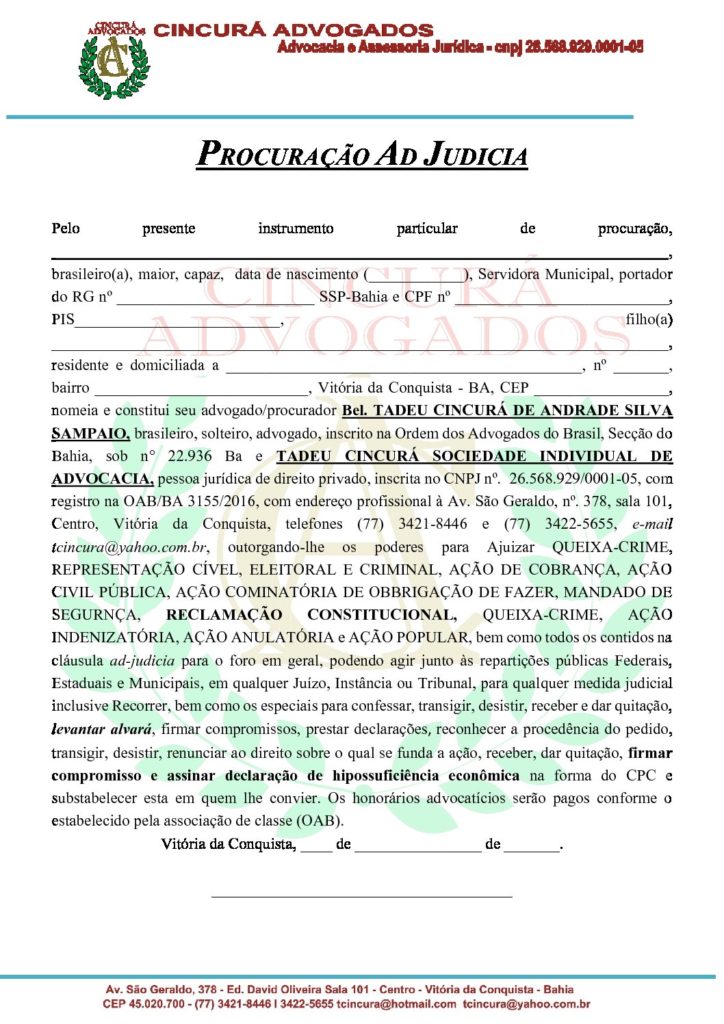 CINCURÁ
ADVOGADOS
CA
CINCURÁ ADVOGADOS
Advocacia e Assessoria Jurídica - cnpj 26.568.929.0001-05
PROCURAÇÃO AD JUDICIA
Pelo presente instrumento particular de procuração,
_______________________________________________,
brasileiro(a), maior, capaz, data de nascimento (____________), Servidora Municipal, portador
do RG nº _________________________ SSP-Bahia e CPF nº ___________________________,
PIS__________________________, filho(a)
_______________________________________________,
residente e domiciliada a _____________________________________________, nº _______,
bairro ___________________________, Vitória da Conquista - BA, CEP _________________,
nomeia e constitui seu advogado/procurador Bel. TADEU CINCURÁ DE ANDRADE SILVA
SAMPAIO, brasileiro, solteiro, advogado, inscrito na Ordem dos Advogados do Brasil, Secção do
Bahia, sob n° 22.936 Ba e TADEU CINCURÁ SOCIEDADE INDIVIDUAL DE
ADVOCACIA, pessoa jurídica de direito privado, inscrita no CNPJ nº. 26.568.929/0001-05, com
registro na OAB/BA 3155/2016, com endereço profissional à Av. São Geraldo, nº. 378, sala 101,
Centro, Vitória da Conquista, telefones (77) 3421-8446 e (77) 3422-5655, e-mail
tcincura@yahoo.com.br, outorgando-lhe os poderes para Ajuizar QUEIXA-CRIME,
REPRESENTAÇÃO CÍVEL, ELEITORAL E CRIMINAL, AÇÃO DE COBRANÇA, AÇÃO
CIVIL PÚBLICA, AÇÃO COMINATÓRIA DE OBBRIGAÇÃO DE FAZER, MANDADO DE
SEGURNÇA, RECLAMAÇÃO CONSTITUCIONAL, QUEIXA-CRIME, AÇÃO
INDENIZATÓRIA, AÇÃO ANULATÓRIA e AÇÃO POPULAR, bem como todos os contidos na
cláusula ad-judicia para o foro em geral, podendo agir junto às repartições públicas Federais,
Estaduais e Municipais, em qualquer Juízo, Instância ou Tribunal, para qualquer medida judicial
inclusive Recorrer, bem como os especiais para confessar, transigir, desistir, receber e dar quitação,
levantar alvará, firmar compromissos, prestar declarações, reconhecer a procedência do pedido,
transigir, desistir, renunciar ao direito sobre o qual se funda a ação, receber, dar quitação, firmar
compromisso e assinar declaração de hipossuficiência econômica na forma do CPC e
substabelecer esta em quem lhe convier. Os honorários advocatícios serão pagos conforme o
estabelecido pela associação de classe (OAB).
Vitória da Conquista, ____ de ________________ de _______.
______________________________________
CINCURÁ
ADVOGADOS
CA
Av. São Geraldo, 378 - Ed. David Oliveira Sala 101 - Centro - Vitória da Conquista - Bahia
CEP 45.020.700 - (77) 3421-8446 I 3422-5655 tcincura@hotmail.com tcincura@yahoo.com.br